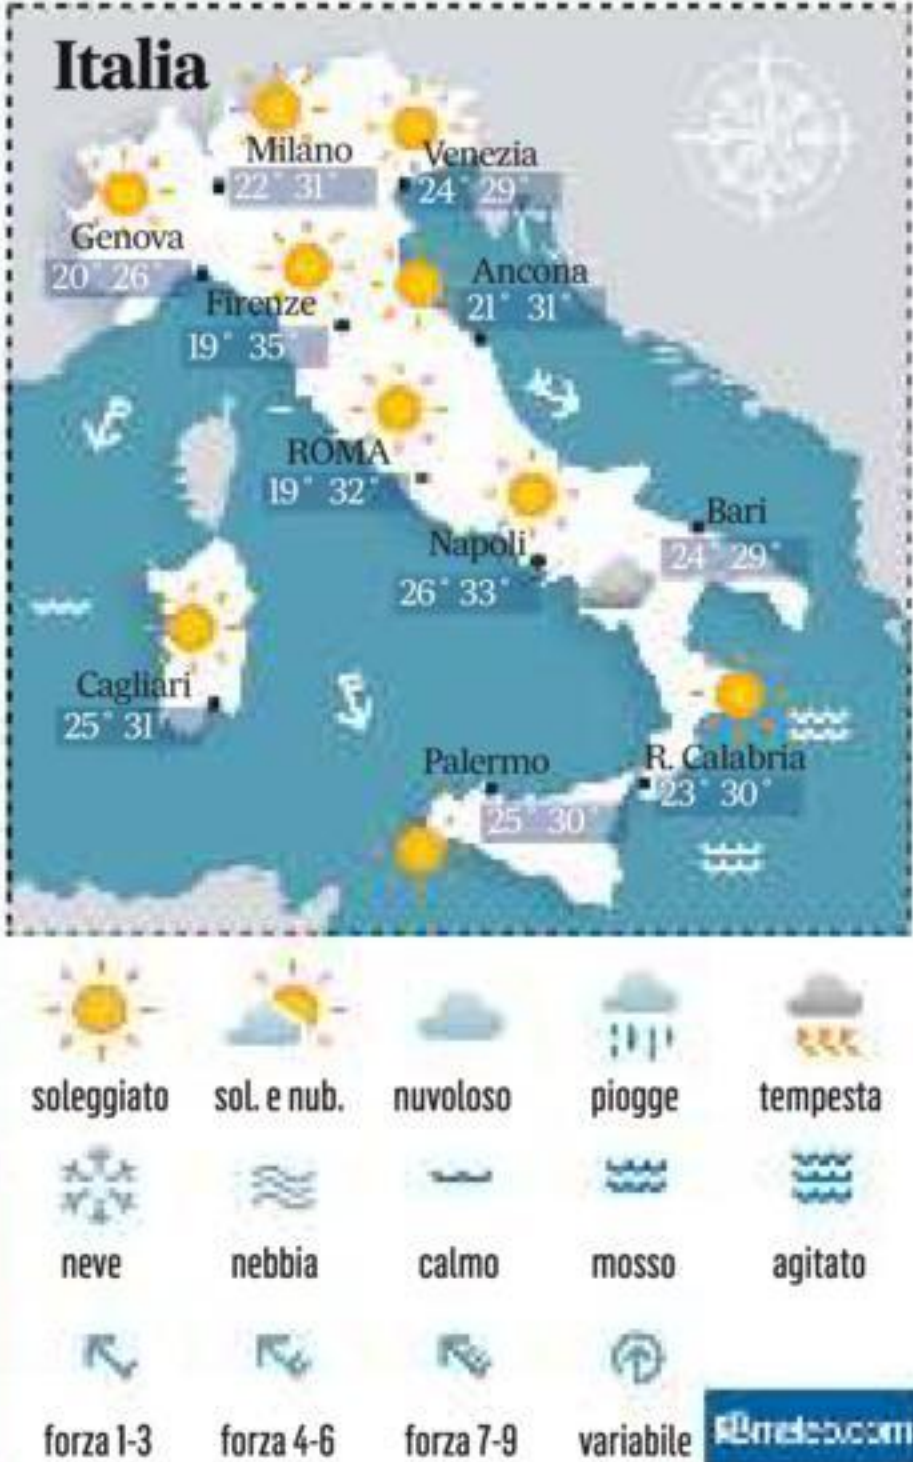 Italia
Milano
22° 31°
Venezia
24° 29°
Genova
20° 26°
Firenze
19° 35°
Ancona
21° 31°
ROMA
19° 32°
Napoli
26° 33°
Bari
24° 29°
Cagliari
25° 31°
Palermo
25° 30°
R. Calabria
23° 30°
soleggiato sol. e nub. nuvoloso piogge tempesta
neve nebbia calmo mosso agitato
forza 1-3 forza 4-6 forza 7-9 variabile